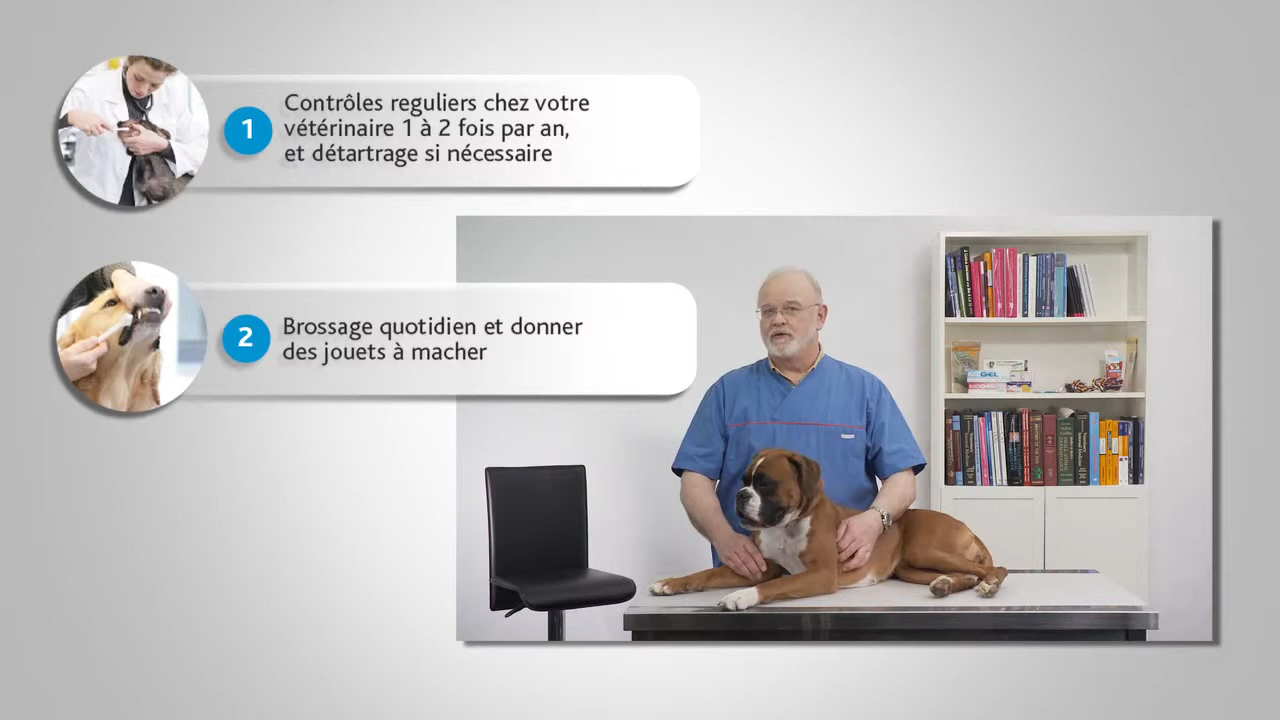 1
Contrôles reguliers chez votre
vétérinaire 1 à 2 fois par an,
et détartrage si nécessaire
2
Brossage quotidien et donner
des jouets à macher
GEL